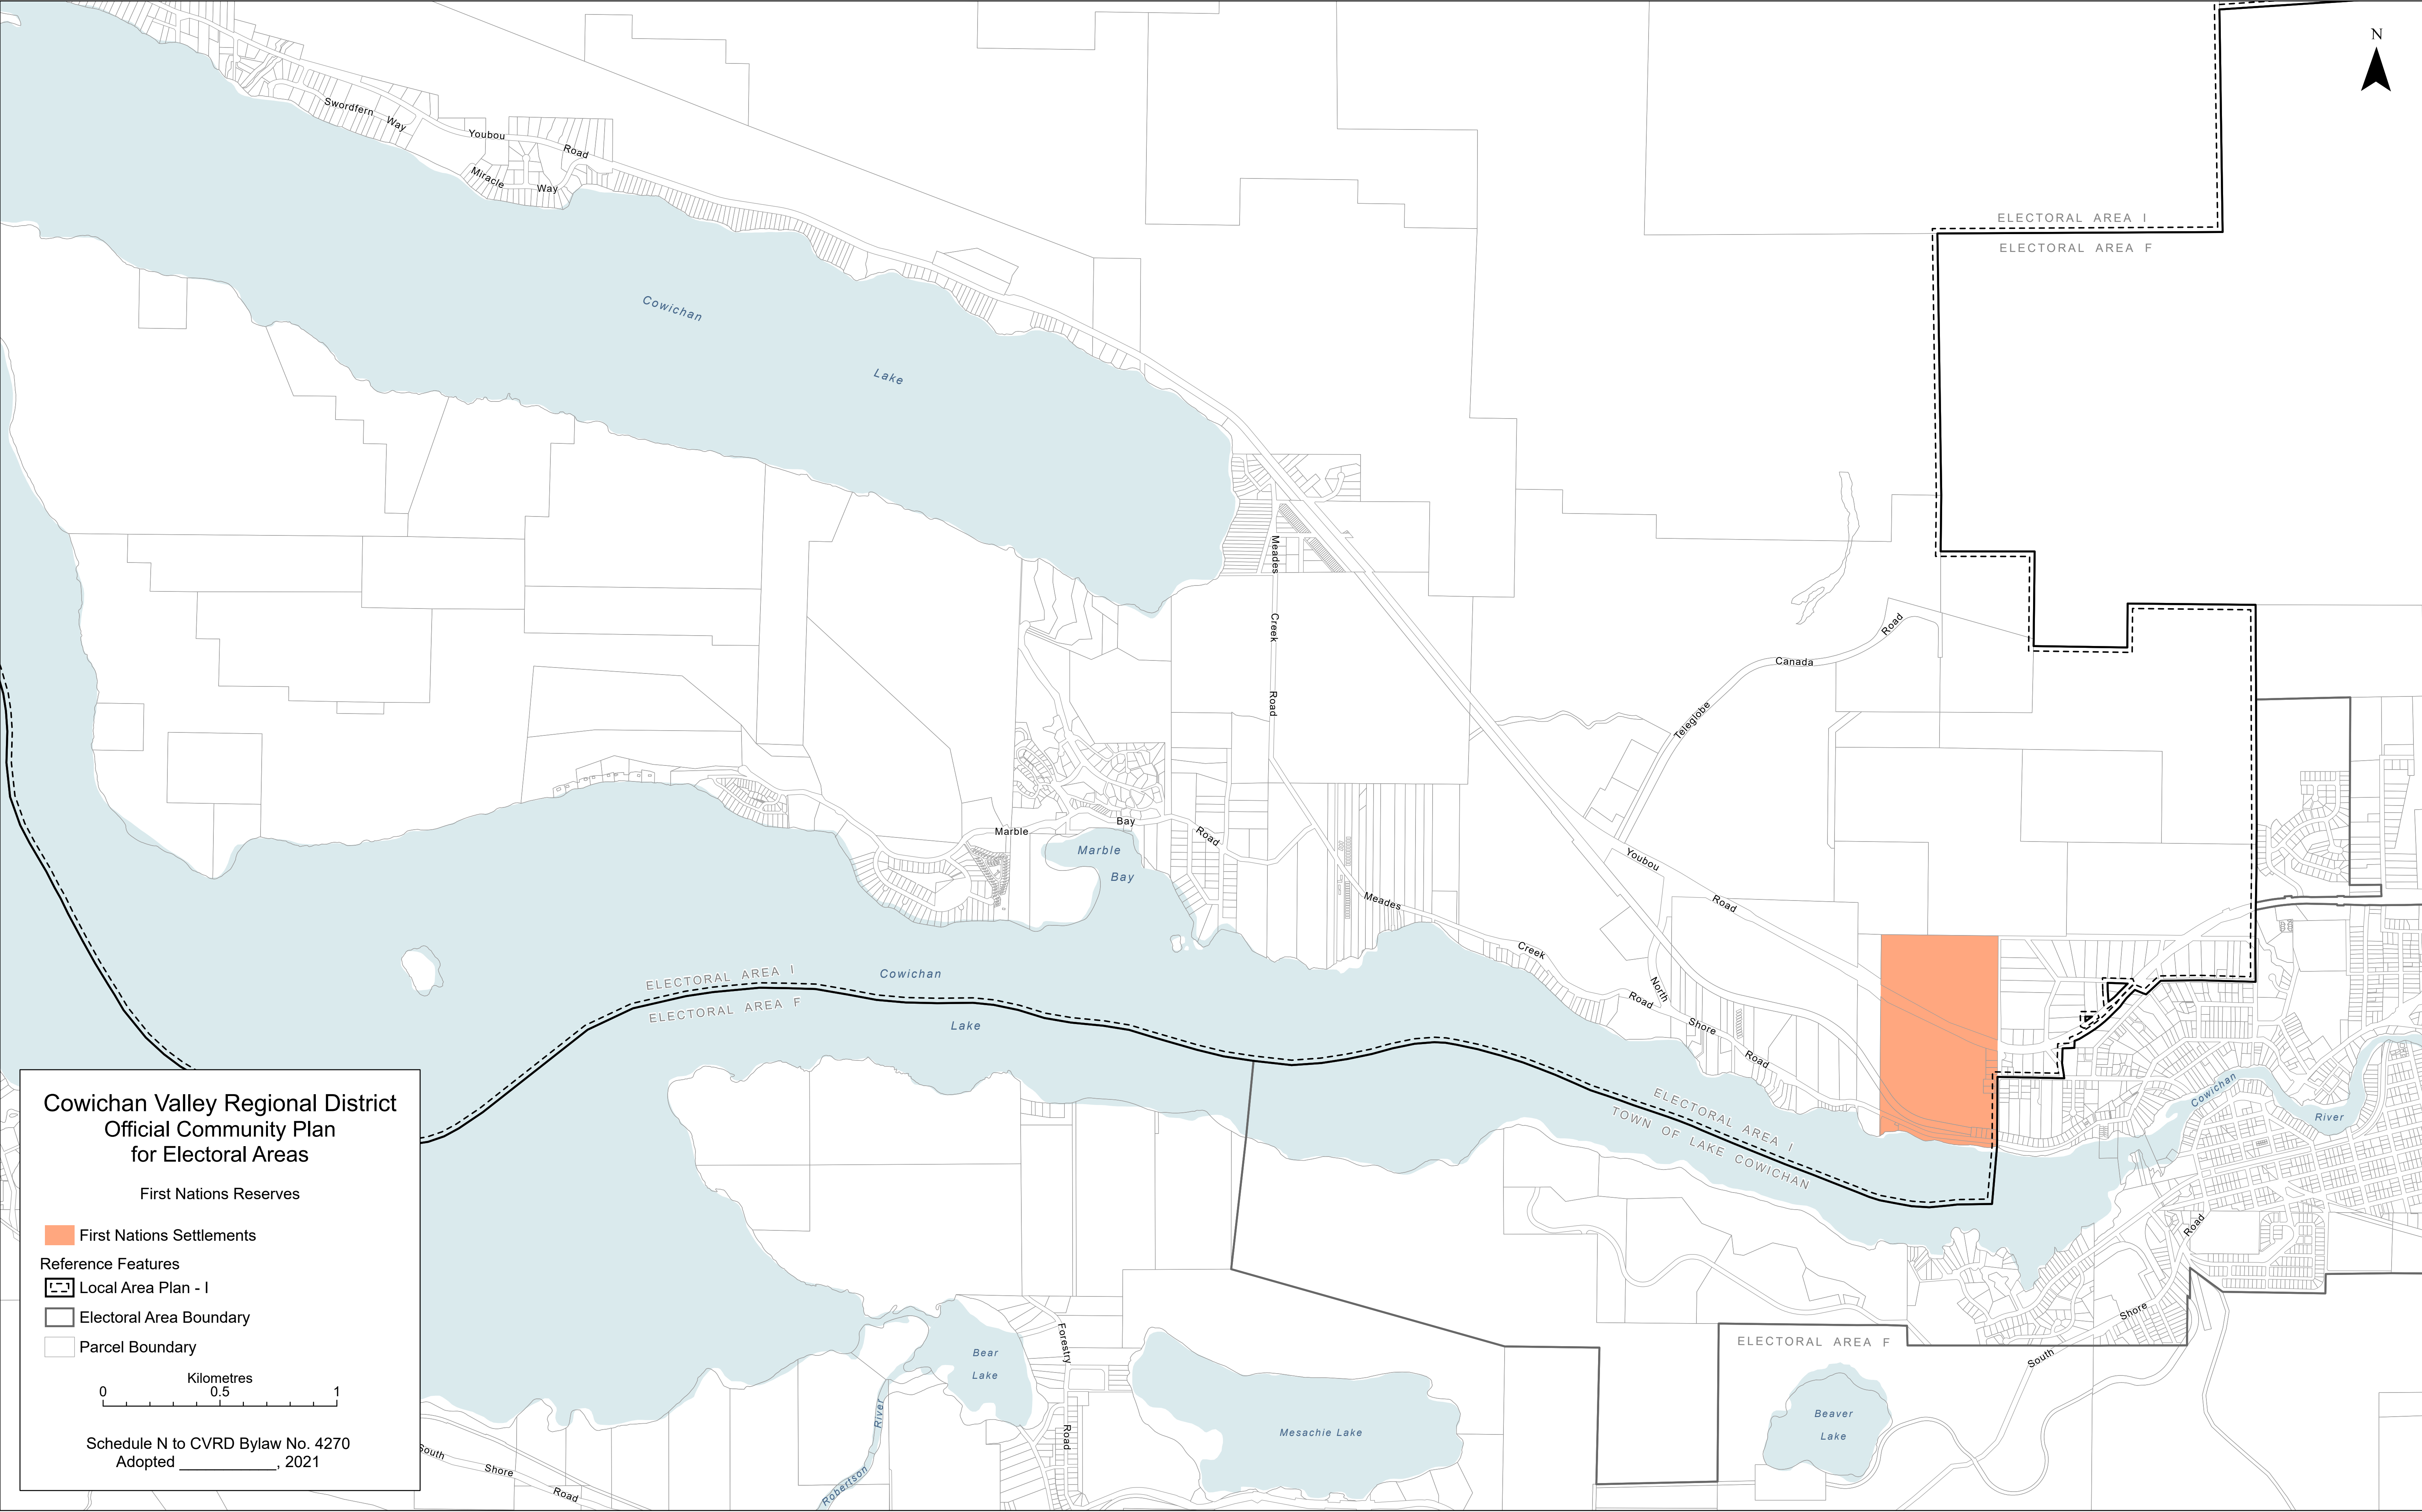 N
Swordfern Way
Youbou Road
Miracle Way
ELECTORAL AREA I
ELECTORAL AREA F
Cowichan
Lake
Meades Creek Road
Canada
Road
Teleglobe
Marble Bay Road
Marble
Bay
Youbou
Road
Meades
Creek
Road
North
Shore
Road
ELECTORAL AREA I
ELECTORAL AREA F
Cowichan
Lake
ELECTORAL AREA I
TOWN OF LAKE COWICHAN
Cowichan
River
Cowichan Valley Regional District
Official Community Plan
for Electoral Areas
First Nations Reserves
First Nations Settlements
Reference Features
Local Area Plan - I
Electoral Area Boundary
Parcel Boundary
Kilometres
0 0.5 1
Schedule N to CVRD Bylaw No. 4270
Adopted ____________, 2021
South Shore Road
Robertson River
Bear
Lake
Forestry Road
Mesachie Lake
ELECTORAL AREA F
Beaver
Lake
South Shore Road